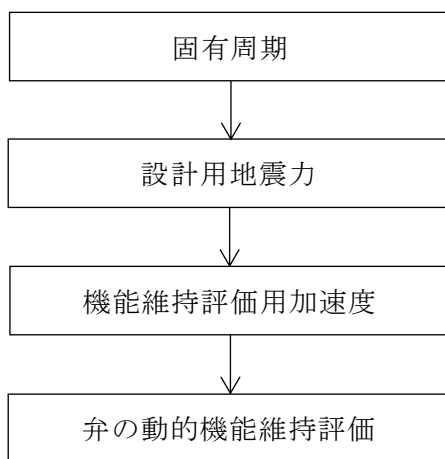 固有周期
設計用地震力
機能維持評価用加速度
弁の動的機能維持評価